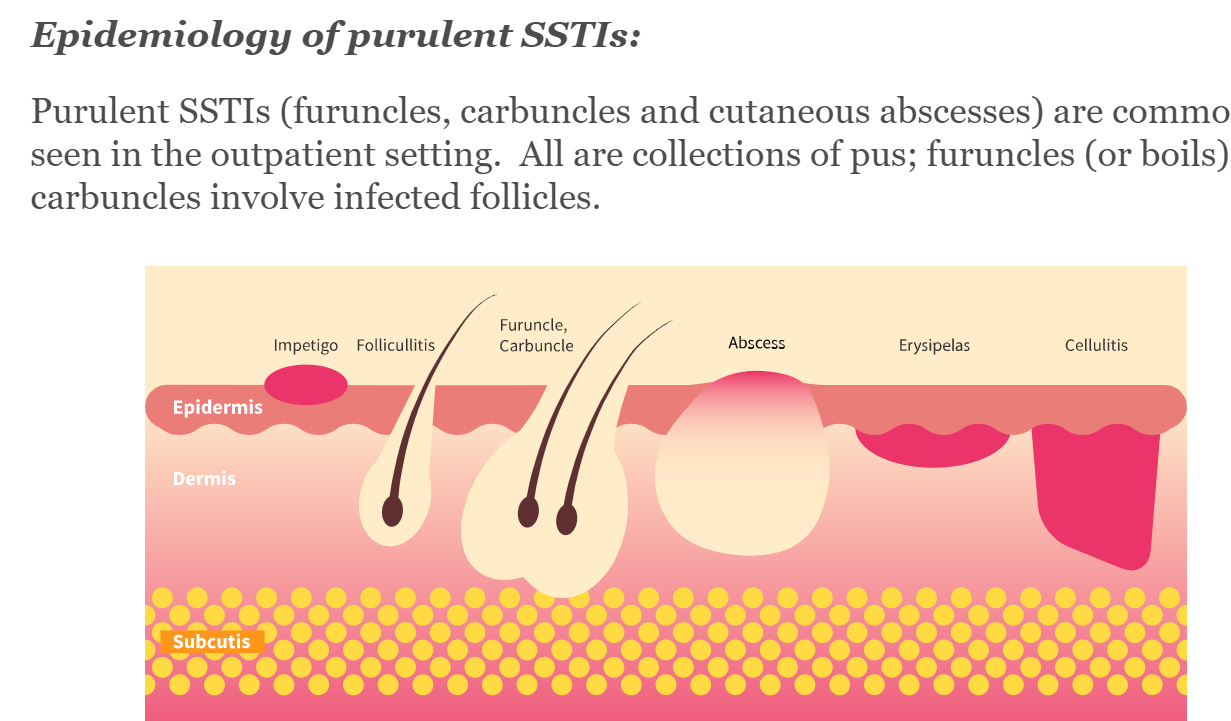 Epidemiology of purulent SSTIs:
Purulent SSTIs (furuncles, carbuncles and cutaneous abscesses) are commo
seen in the outpatient setting.  All are collections of pus; furuncles (or boils)
carbuncles involve infected follicles.
Furuncle,
Impetigo Follicullitis Carbuncle Abscess Erysipelas Cellulitis
Epidermis
Dermis
Subcutis